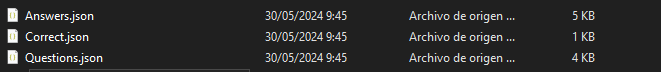 Answers.json 30/05/2024 9:45 Archivo de origen ... 5 KB
Correct.json 30/05/2024 9:45 Archivo de origen ... 1 KB
Questions.json 30/05/2024 9:45 Archivo de origen ... 4 KB